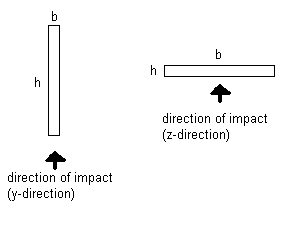 b
h
direction of impact
(y-direction)
b
h
direction of impact
(z-direction)